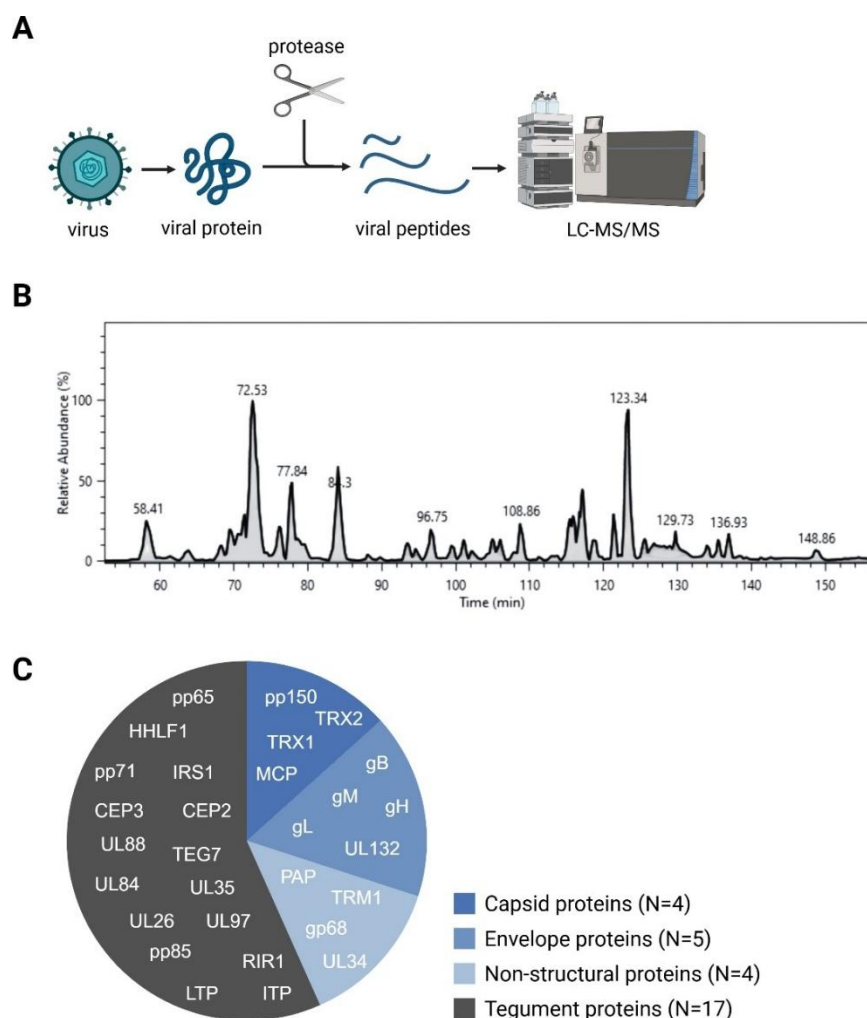 A
protease
virus
viral protein
viral peptides
LC-MS/MS
B
Relative Abundance (%)
100
50
0
58.41
72.53
77.84
96.75
108.86
123.34
129.73
136.93
148.86
60 70 80 90 100 110 120 130 140 150
Time (min)
C
pp65
HHLF1
pp71 IRS1
CEP3 CEP2
UL88 TEG7
UL84 UL35
UL26 UL97
pp85
RIR1
LTP ITP
pp150
TRX2
TRX1
MCP
gB
gM gH
gL
UL132
PAP
TRM1
gp68
UL34
Capsid proteins (N=4)
Envelope proteins (N=5)
Non-structural proteins (N=4)
Tegument proteins (N=17)